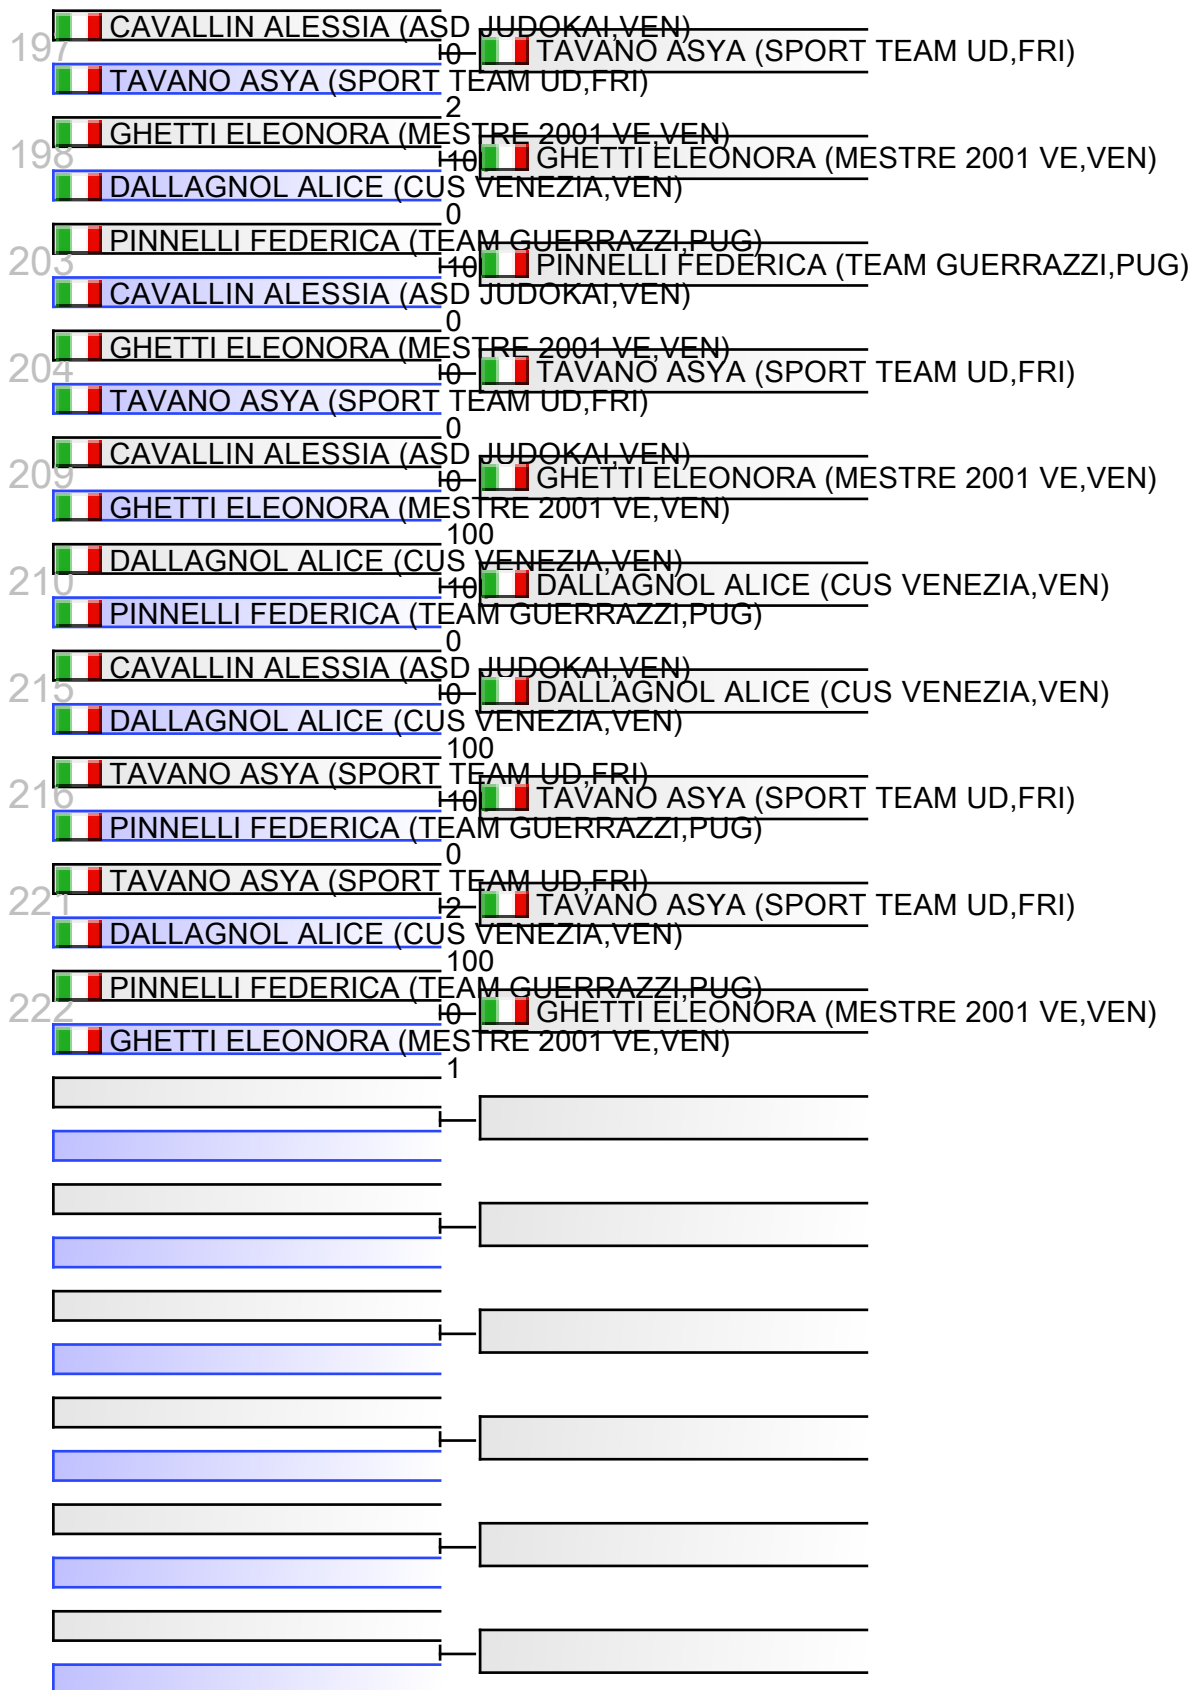 CAVALLIN ALESSIA (ASD JUDOKAI,VEN)
197
0
TAVANO ASYA (SPORT TEAM UD,FRI)
TAVANO ASYA (SPORT TEAM UD,FRI)
2
GHETTI ELEONORA (MESTRE 2001 VE,VEN)
198
10
GHETTI ELEONORA (MESTRE 2001 VE,VEN)
DALLAGNOL ALICE (CUS VENEZIA,VEN)
0
PINNELLI FEDERICA (TEAM GUERRAZZI,PUG)
203
10
PINNELLI FEDERICA (TEAM GUERRAZZI,PUG)
CAVALLIN ALESSIA (ASD JUDOKAI,VEN)
0
GHETTI ELEONORA (MESTRE 2001 VE,VEN)
204
0
TAVANO ASYA (SPORT TEAM UD,FRI)
TAVANO ASYA (SPORT TEAM UD,FRI)
0
CAVALLIN ALESSIA (ASD JUDOKAI,VEN)
209
0
GHETTI ELEONORA (MESTRE 2001 VE,VEN)
GHETTI ELEONORA (MESTRE 2001 VE,VEN)
100
DALLAGNOL ALICE (CUS VENEZIA,VEN)
210
10
DALLAGNOL ALICE (CUS VENEZIA,VEN)
PINNELLI FEDERICA (TEAM GUERRAZZI,PUG)
0
CAVALLIN ALESSIA (ASD JUDOKAI,VEN)
215
0
DALLAGNOL ALICE (CUS VENEZIA,VEN)
DALLAGNOL ALICE (CUS VENEZIA,VEN)
100
TAVANO ASYA (SPORT TEAM UD,FRI)
216
10
TAVANO ASYA (SPORT TEAM UD,FRI)
PINNELLI FEDERICA (TEAM GUERRAZZI,PUG)
0
TAVANO ASYA (SPORT TEAM UD,FRI)
221
2
TAVANO ASYA (SPORT TEAM UD,FRI)
DALLAGNOL ALICE (CUS VENEZIA,VEN)
100
PINNELLI FEDERICA (TEAM GUERRAZZI,PUG)
222
0
GHETTI ELEONORA (MESTRE 2001 VE,VEN)
GHETTI ELEONORA (MESTRE 2001 VE,VEN)
1